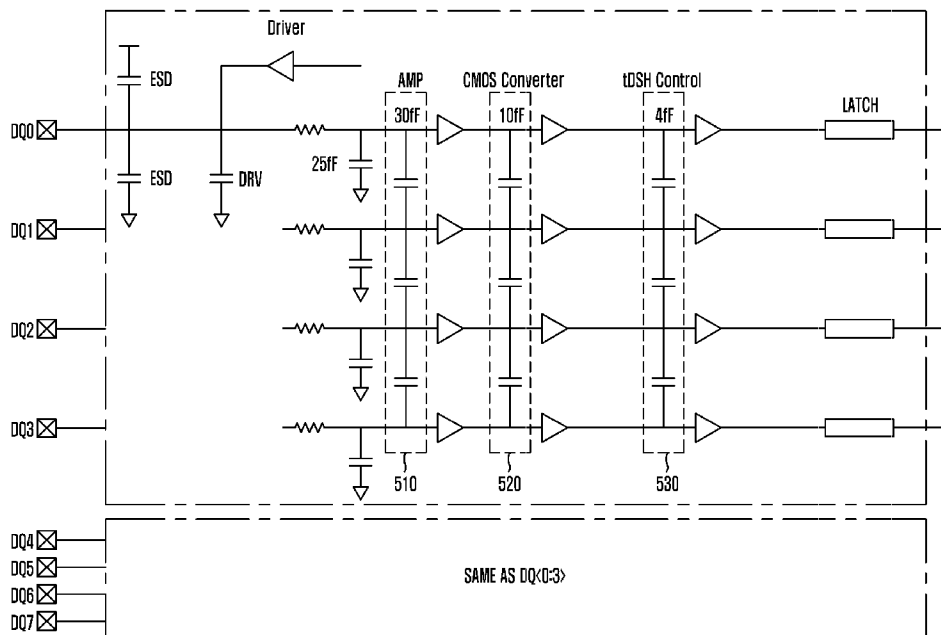 Driver
ESD
AMP
CMOS Converter
tDSH Control
DQ0
30fF
10fF
4fF
LATCH
25fF
ESD
DRV
DQ1
DQ2
DQ3
510
520
530
DQ4
DQ5
DQ6
DQ7
SAME AS DQ<0:3>